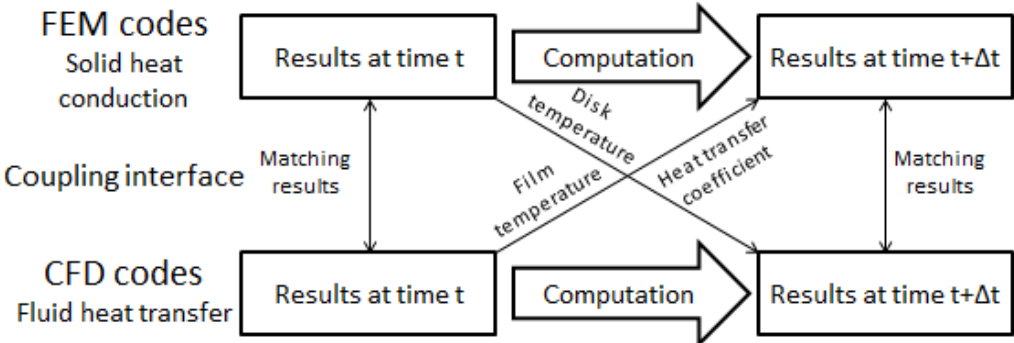 FEM codes
Solid heat
conduction
Results at time t
Computation
Results at time t+Δt
Disk
temperature
Heat transfer
coefficient
Film
temperature
Coupling interface
Matching
results
Matching
results
CFD codes
Fluid heat transfer
Results at time t
Computation
Results at time t+Δt